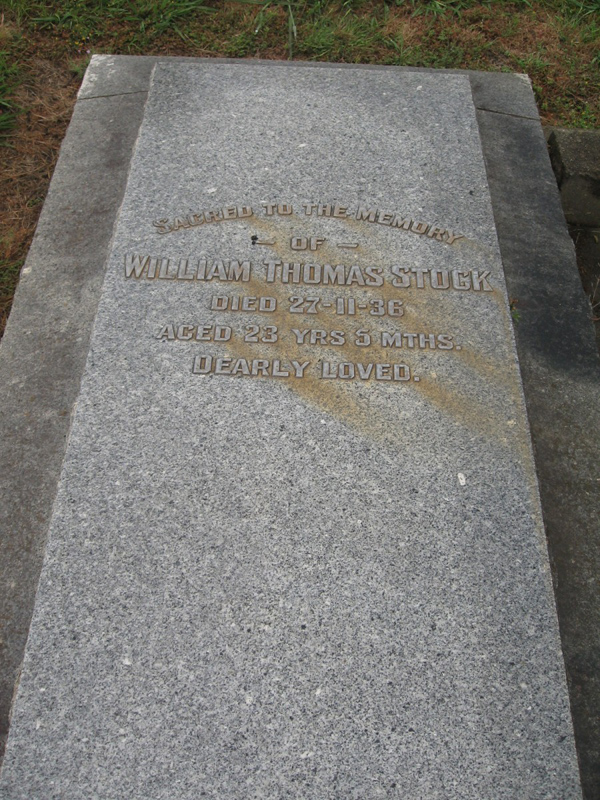 SACRED TO THE MEMORY
– OF –
WILLIAM THOMAS STOCK
DIED 27-11-36
AGED 23 YRS 5 MTHS.
DEARLY LOVED.